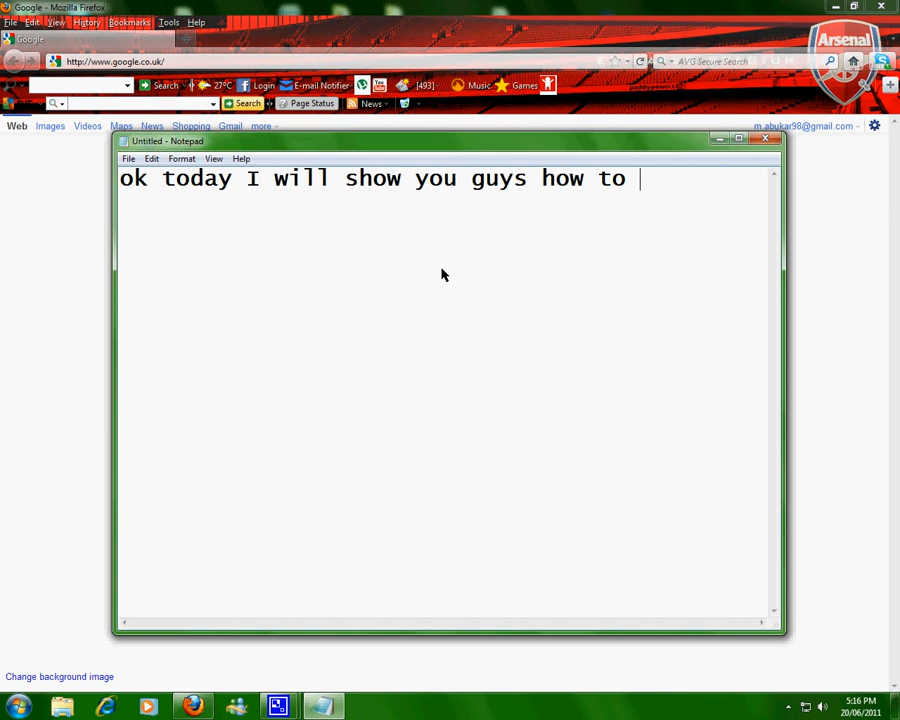 Google - Mozilla Firefox
File Edit View History Bookmarks Tools Help
Google
Arsenal
http://www.google.co.uk/
AVG Secure Search
Search 27°C Login E-mail Notifier You Tube [493] Music Games
Search Page Status News
Web Images Videos Maps News Shopping Gmail more
m.abukar98@gmail.com
Untitled - Notepad
File Edit Format View Help
ok today I will show you guys how to
Change background image
5:16 PM
20/06/2011